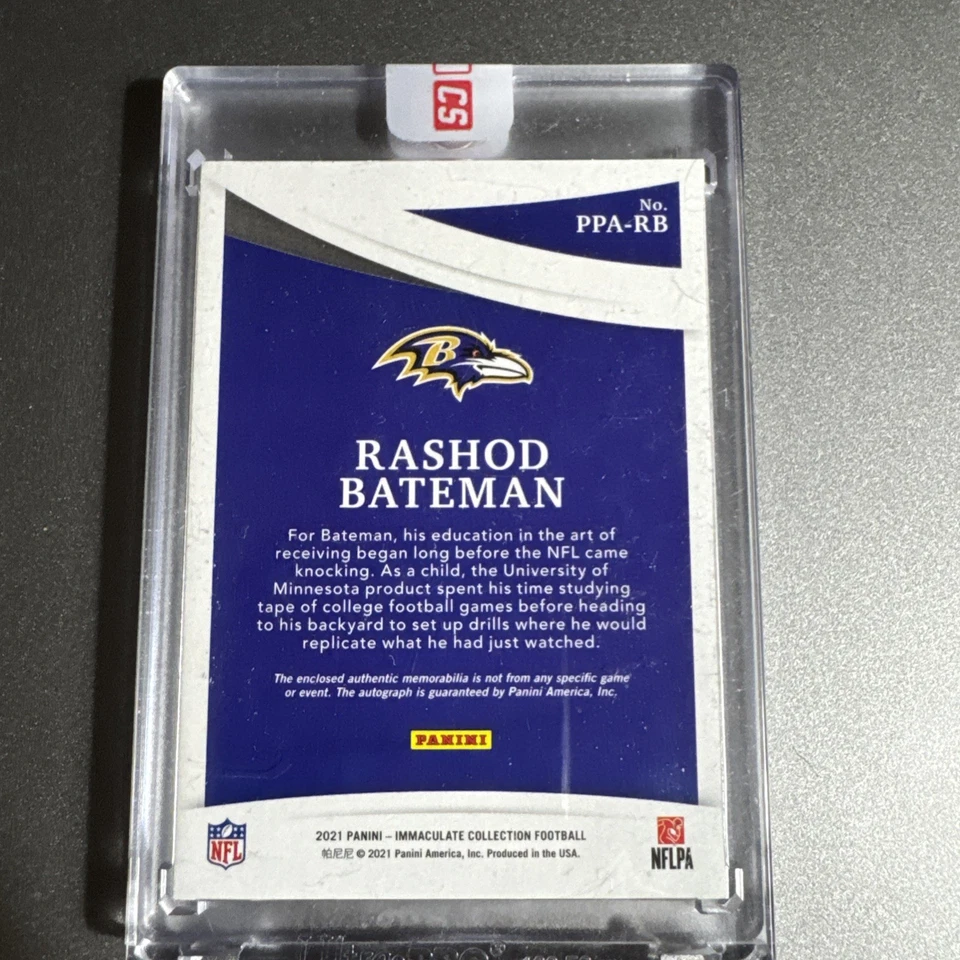 CS
No.
PPA-RB
B
RASHOD
BATEMAN
For Bateman, his education in the art of
receiving began long before the NFL came
knocking. As a child, the University of
Minnesota product spent his time studying
tape of college football games before heading
to his backyard to set up drills where he would
replicate what he had just watched.
The enclosed authentic memorabilia is not from any specific game
or event. The autograph is guaranteed by Panini America, Inc.
PANINI
2021 PANINI – IMMACULATE COLLECTION FOOTBALL
帕尼尼 © 2021 Panini America, Inc. Produced in the USA.
NFL
NFLPA